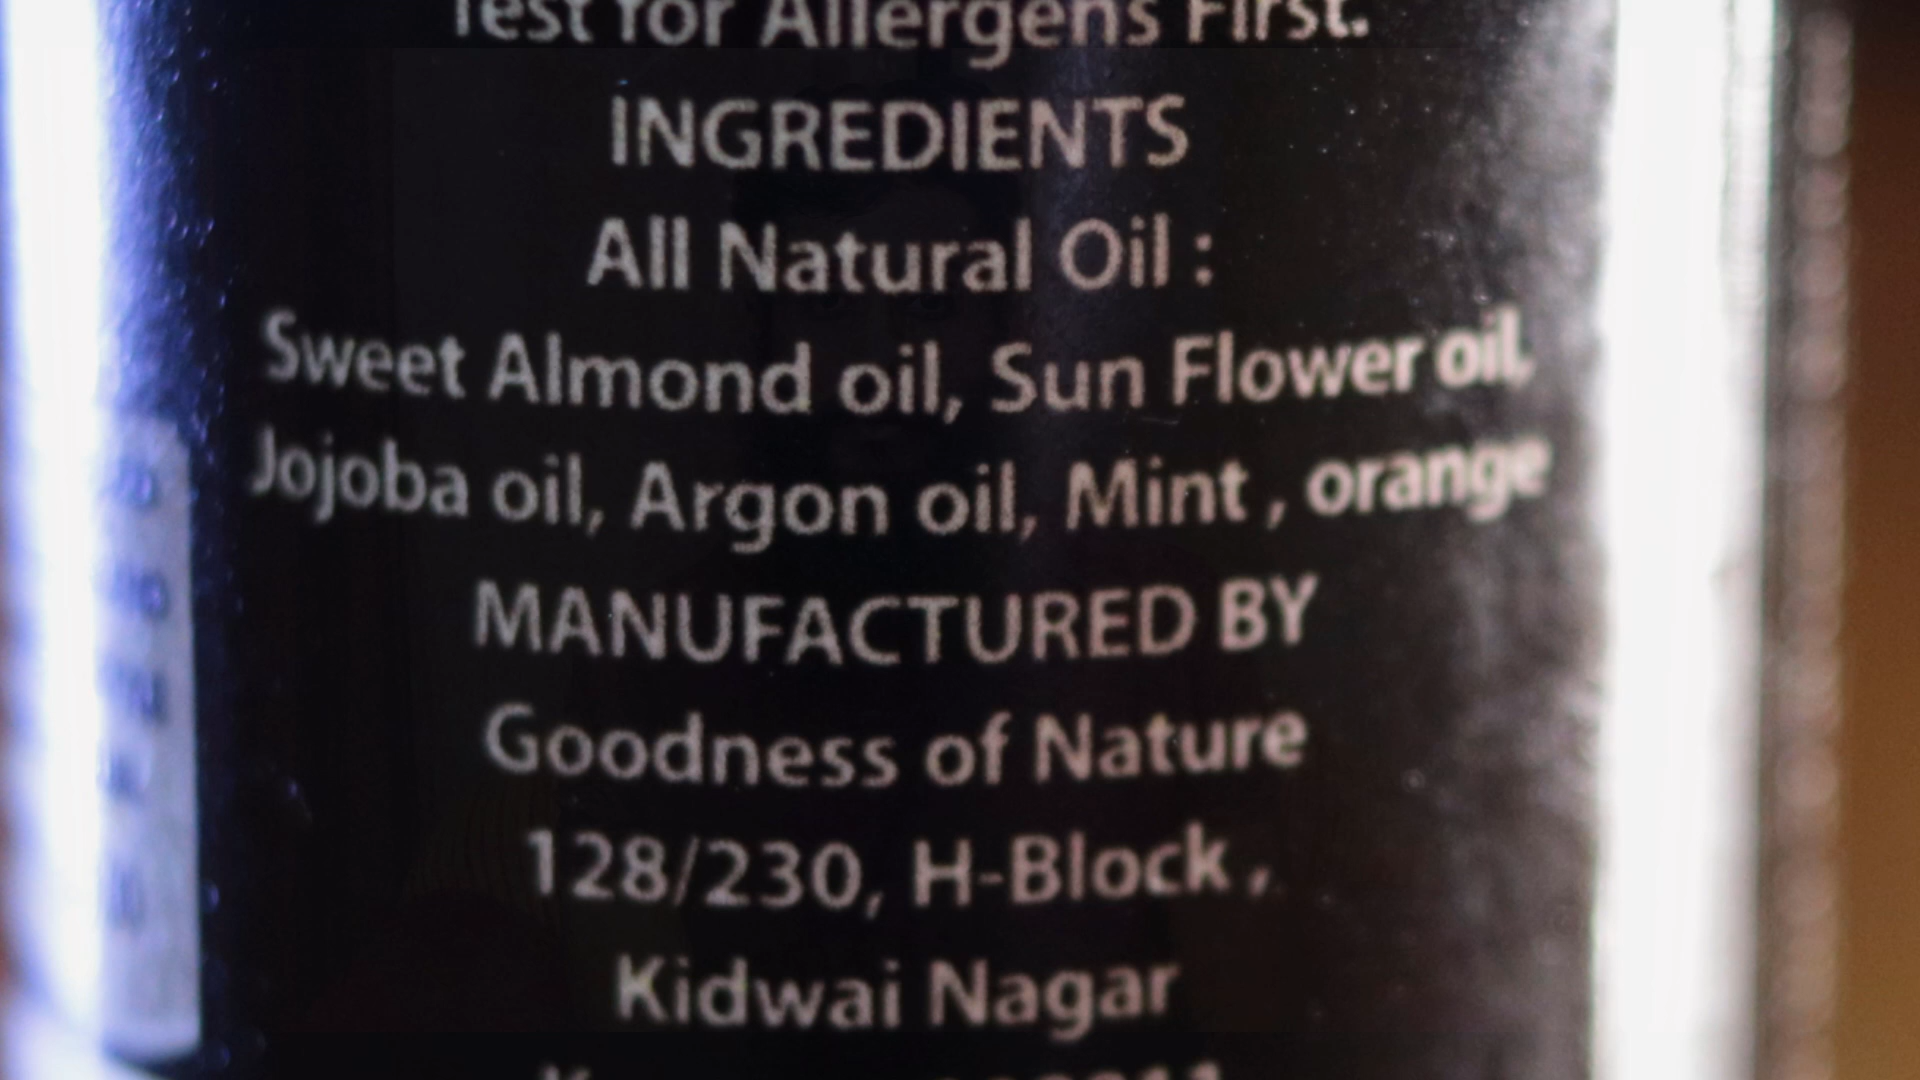 Test for Allergens First.
INGREDIENTS
All Natural Oil :
Sweet Almond oil, Sun Flower oil,
Jojoba oil, Argon oil, Mint , orange
MANUFACTURED BY
Goodness of Nature
128/230, H-Block ,
Kidwai Nagar